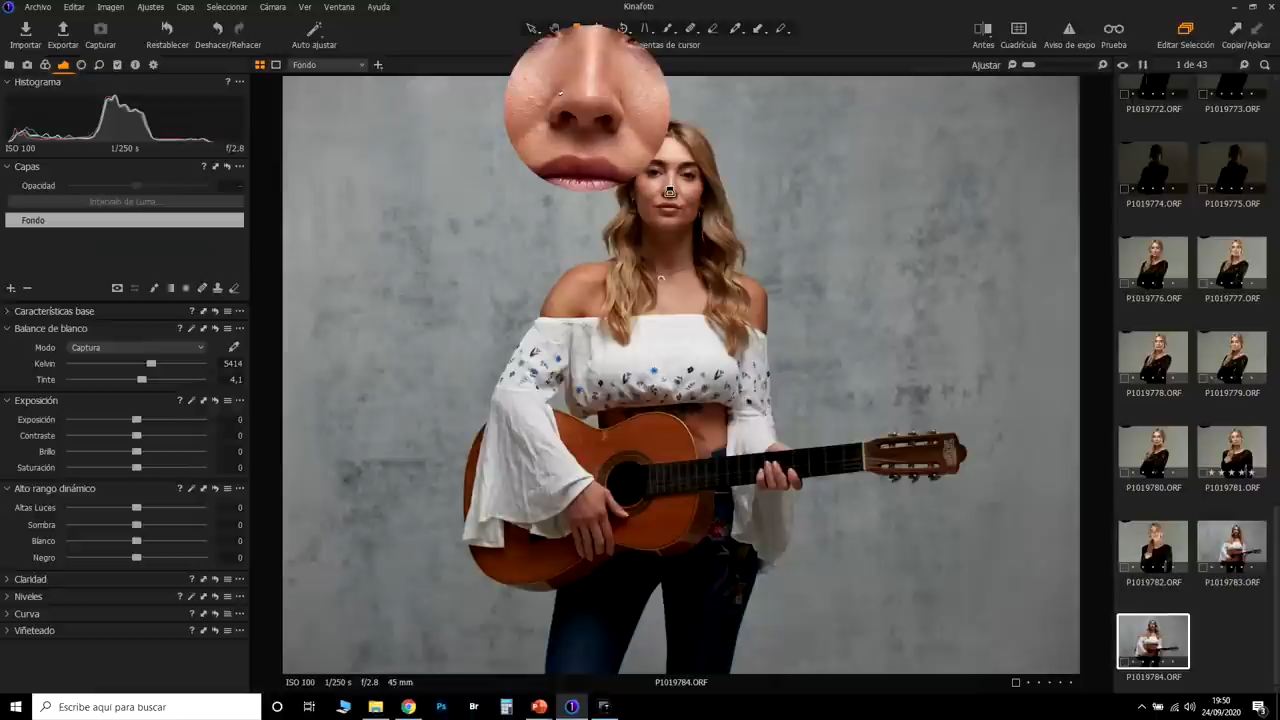 Archivo Editar Imagen Ajustes Capa Seleccionar Cámara Ver Ventana Ayuda
Kinafoto
Importar Exportar Capturar Restablecer Deshacer/Rehacer Auto ajustar
Antes Cuadrícula Aviso de expo Prueba Editar Selección Copiar/Aplicar
Histograma
ISO 100 1/250 s f/2.8
Capas
Opacidad
Intervalo de Luma...
Fondo
Características base
Balance de blanco
Modo Captura
Kelvin 5414
Tinte 4,1
Exposición
Exposición 0
Contraste 0
Brillo 0
Saturación 0
Alto rango dinámico
Altas Luces 0
Sombra 0
Blanco 0
Negro 0
Claridad
Niveles
Curva
Viñeteado
Fondo
Ajustar
ISO 100 1/250 s f/2.8 45 mm
P1019784.ORF
1 de 43
P1019772.ORF P1019773.ORF
P1019774.ORF P1019775.ORF
P1019776.ORF P1019777.ORF
P1019778.ORF P1019779.ORF
P1019780.ORF P1019781.ORF
P1019782.ORF P1019783.ORF
P1019784.ORF
Escribe aquí para buscar
Ps
Br
19:50
24/09/2020